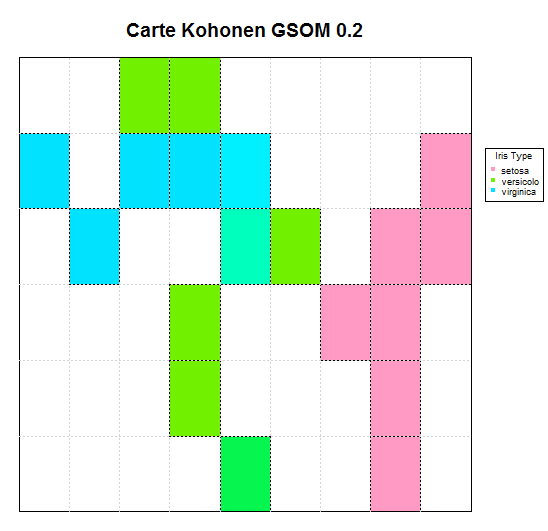 Carte Kohonen GSOM 0.2
Iris Type
setosa
versicolo
virginica